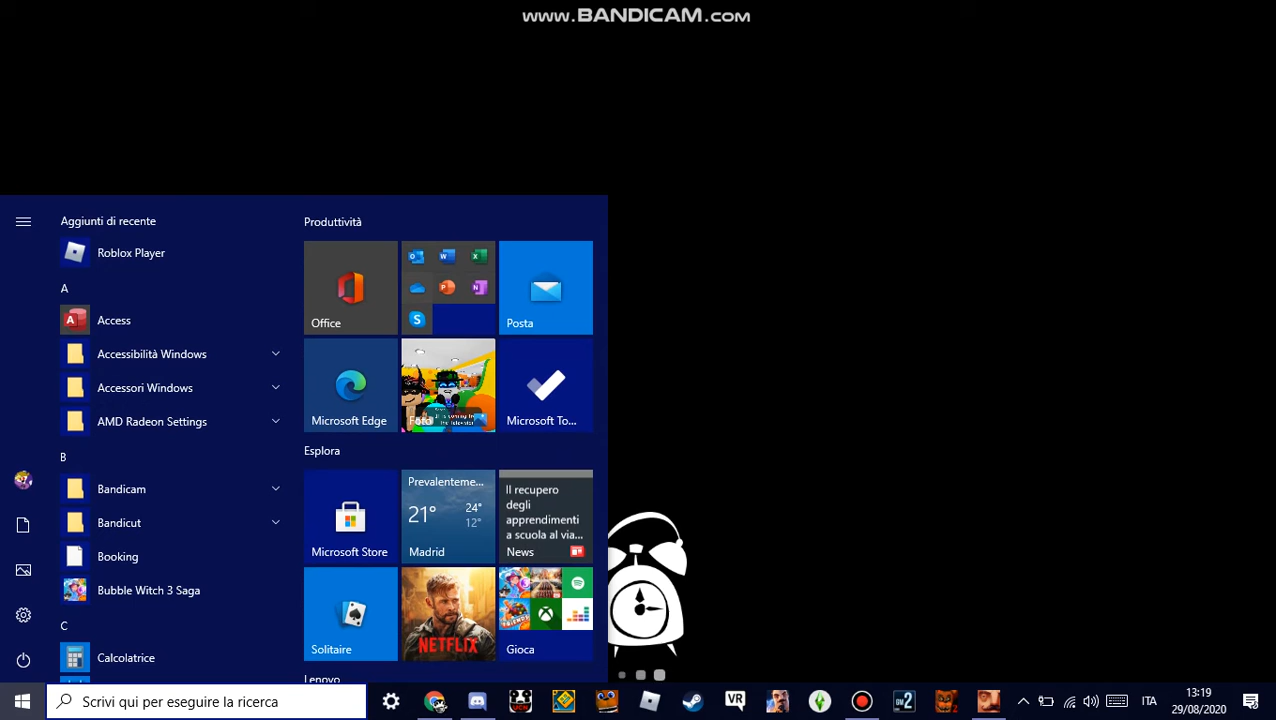 www.BANDICAM.com
Aggiunti di recente
Roblox Player
A
Access
Accessibilità Windows
Accessori Windows
AMD Radeon Settings
B
Bandicam
Bandicut
Booking
Bubble Witch 3 Saga
C
Calcolatrice
Produttività
Office
Posta
Microsoft Edge
Foto
Microsoft To...
Esplora
Microsoft Store
Prevalenteme...
21°
24°
12°
Madrid
Il recupero
degli
apprendimenti
a scuola al via...
News
Solitaire
NETFLIX
Gioca
Lenovo
Scrivi qui per eseguire la ricerca
UCN
VR
GW2
ITA
13:19
29/08/2020